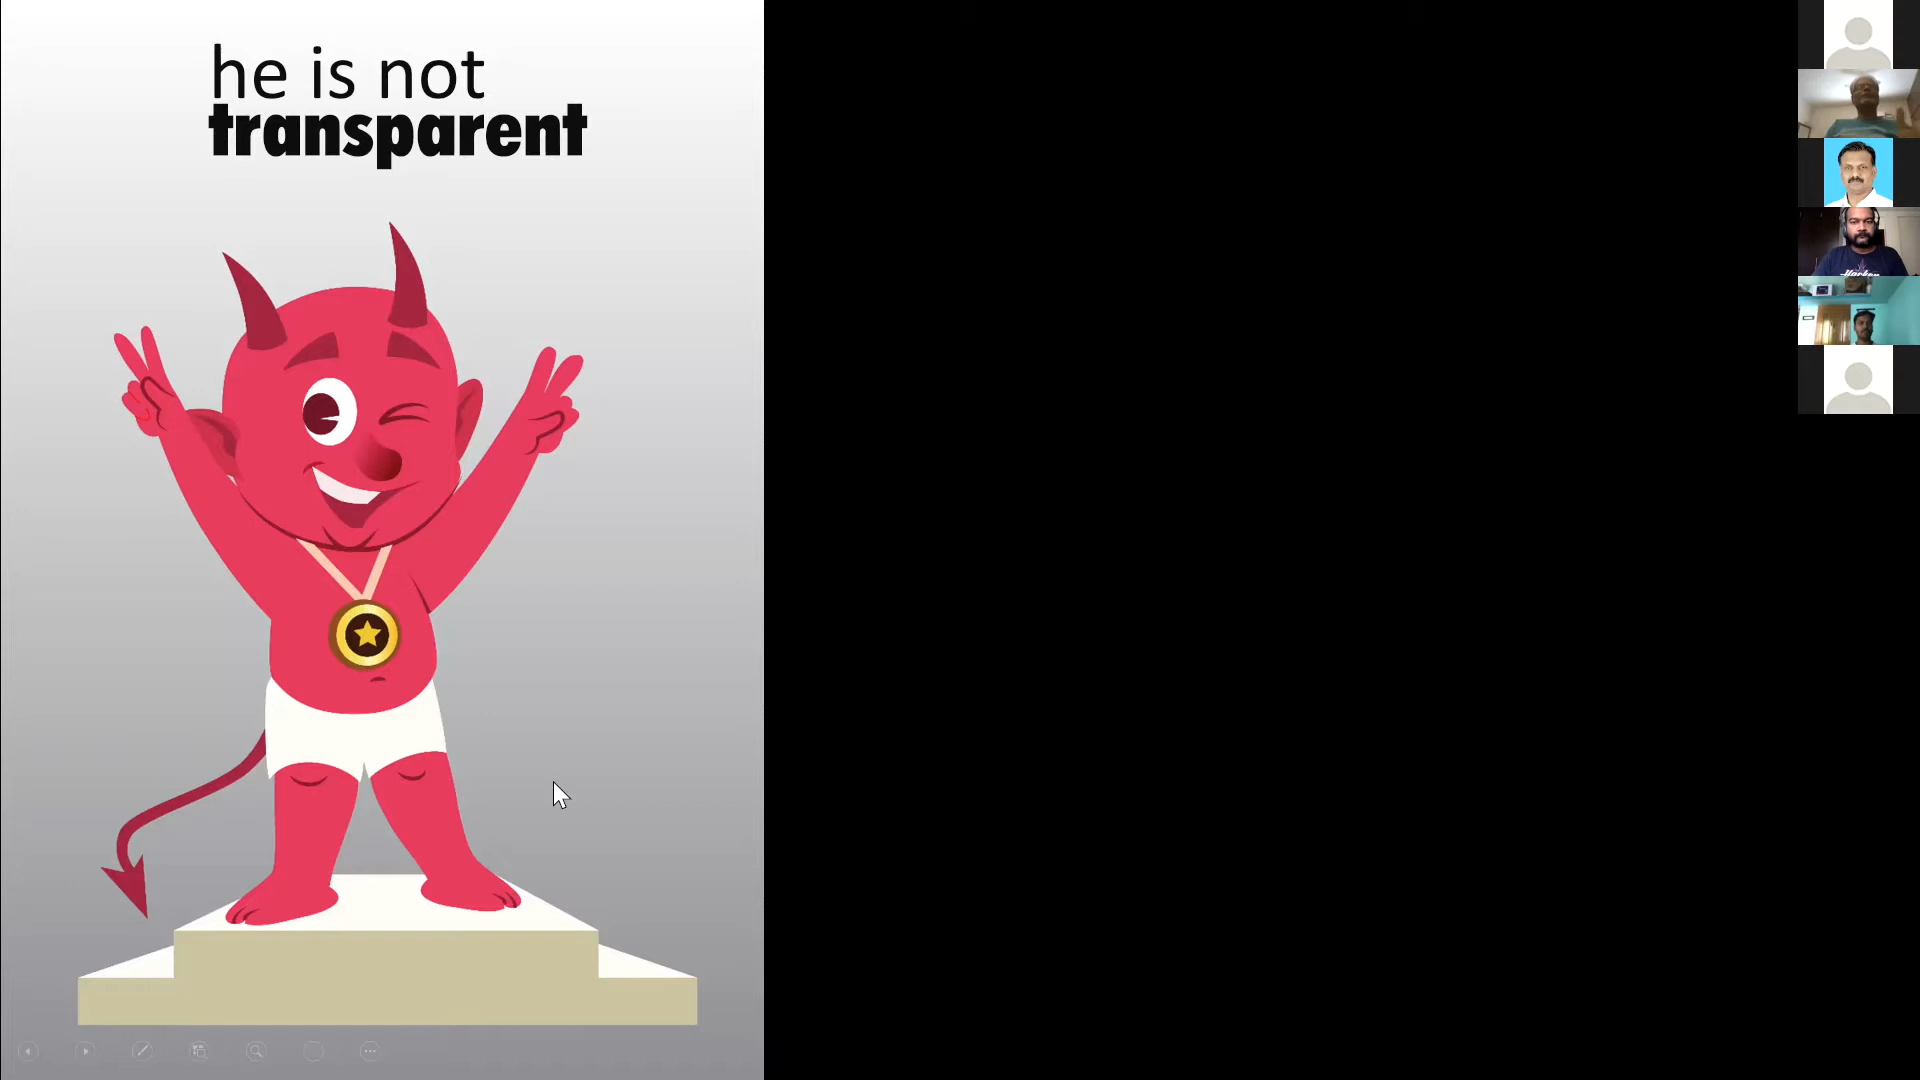 he is not
transparent